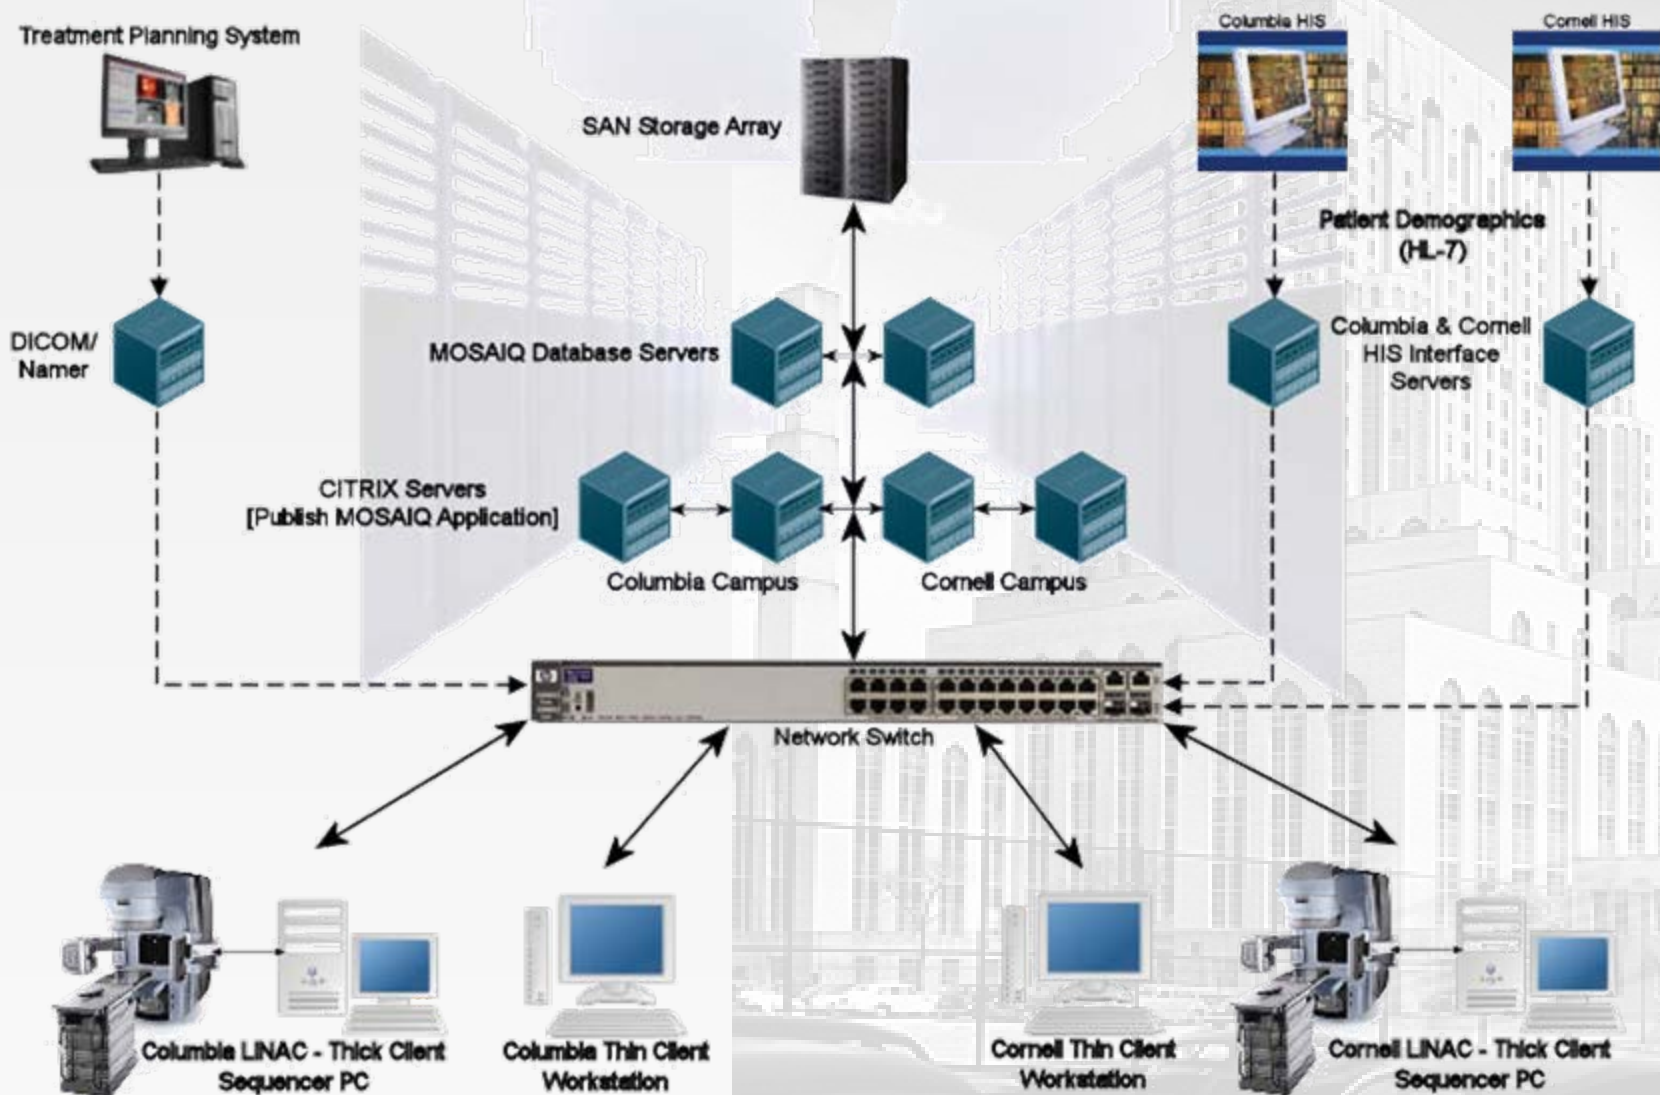 Treatment Planning System
Columbia HIS
Cornell HIS
SAN Storage Array
Patient Demographics
(HL-7)
DICOM/
Namer
MOSAIQ Database Servers
Columbia & Cornell
HIS Interface
Servers
CITRIX Servers
[Publish MOSAIQ Application]
Columbia Campus
Cornell Campus
Network Switch
Columbia LINAC - Thick Client
Sequencer PC
Columbia Thin Client
Workstation
Cornell Thin Client
Workstation
Cornell LINAC - Thick Client
Sequencer PC